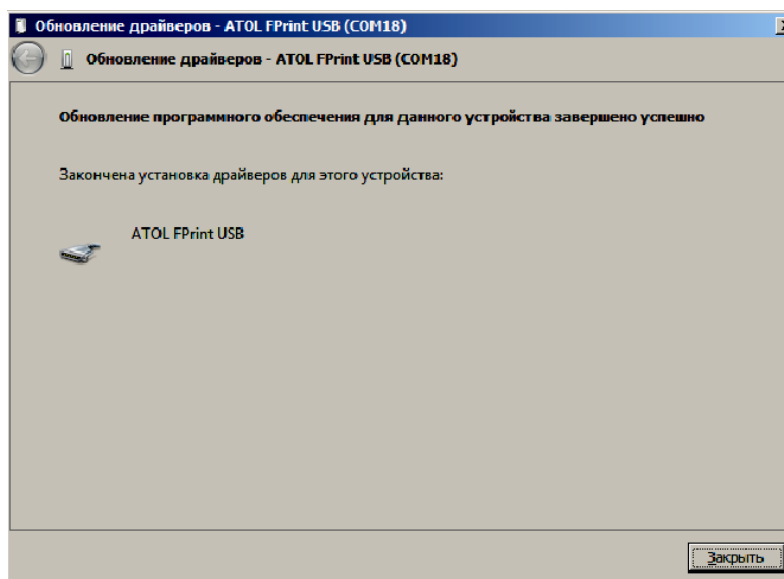 Обновление драйверов - ATOL FPrint USB (COM18)
Обновление драйверов - ATOL FPrint USB (COM18)
Обновление программного обеспечения для данного устройства завершено успешно
Закончена установка драйверов для этого устройства:
ATOL FPrint USB
Закрыть